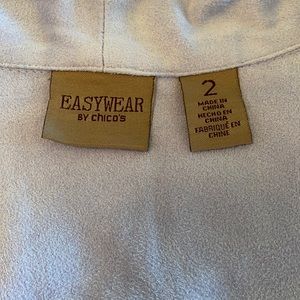 EASYWEAR
BY chico's
2
MADE IN
CHINA
HECHO EN
CHINA
FABRIQUÉ EN
CHINE